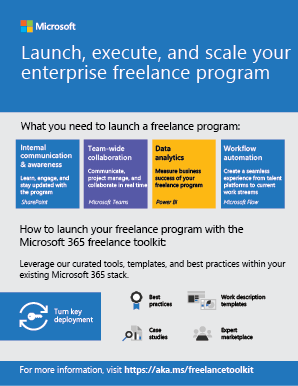 Microsoft
Launch, execute, and scale your
enterprise freelance program
What you need to launch a freelance program:
Internal
communication
& awareness
Learn, engage, and
stay updated with
the program
SharePoint
Team-wide
collaboration
Communicate,
project manage, and
collaborate in real time
Microsoft Teams
Data
analytics
Measure business
success of your
freelance program
Power BI
Workflow
automation
Create a seamless
experience from talent
platforms to current
work streams
Microsoft Flow
How to launch your freelance program with the
Microsoft 365 freelance toolkit:
Leverage our curated tools, templates, and best practices within your
existing Microsoft 365 stack.
Turn key
deployment
Best
practices
Work description
templates
Case
studies
Expert
marketplace
For more information, visit https://aka.ms/freelancetoolkit